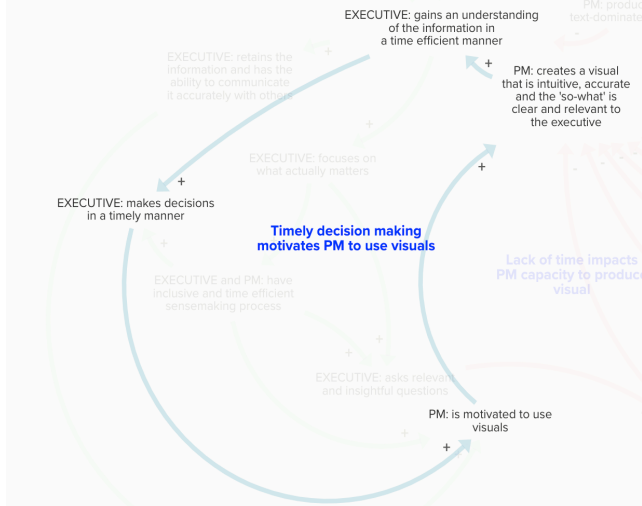 PM: produc
text-dominate
EXECUTIVE: gains an understanding
of the information in
a time efficient manner
+
EXECUTIVE: retains the
information and has the
ability to communicate
it accurately with others
+
PM: creates a visual
that is intuitive, accurate
and the 'so-what' is
clear and relevant to
the executive
-
+
EXECUTIVE: focuses on
what actually matters
+
-
-
-
-
+
EXECUTIVE: makes decisions
in a timely manner
Timely decision making
motivates PM to use visuals
+
Lack of time impacts
PM capacity to produce
visual
EXECUTIVE and PM: have
inclusive and time efficient
sensemaking process
+
+
EXECUTIVE: asks relevant
and insightful questions
PM: is motivated to use
visuals
+
+
+